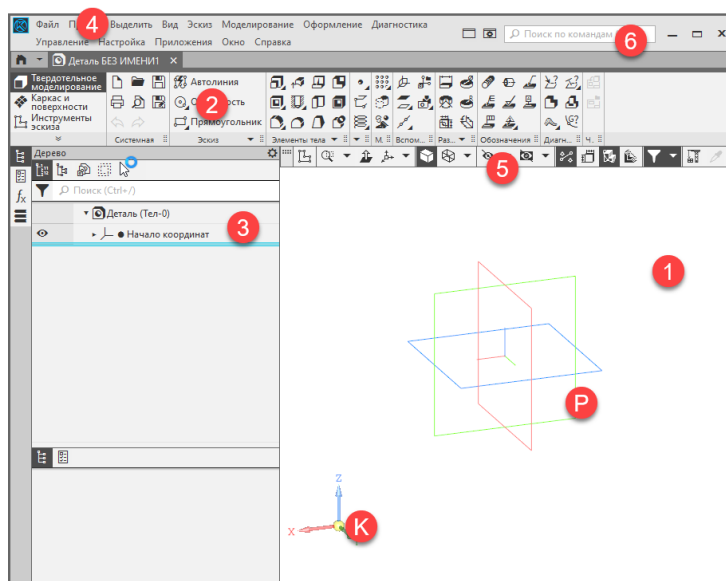 Файл П 4 Выделить Вид Эскиз Моделирование Оформление Диагностика
Управление Настройка Приложения Окно Справка
Поиск по командам 6
Деталь БЕЗ ИМЕНИ1 ×
Твердотельное моделирование
Каркас и поверхности
Инструменты эскиза
Автолиния
2
Прямоугольник
Системная
Эскиз
Элементы тела
М.
Вспом...
Раз...
Обозначения
Диагн...
Ч..
Дерево
5
fx
Поиск (Ctrl+/)
Деталь (Тел-0)
3
Начало координат
1
P
Z
X
K